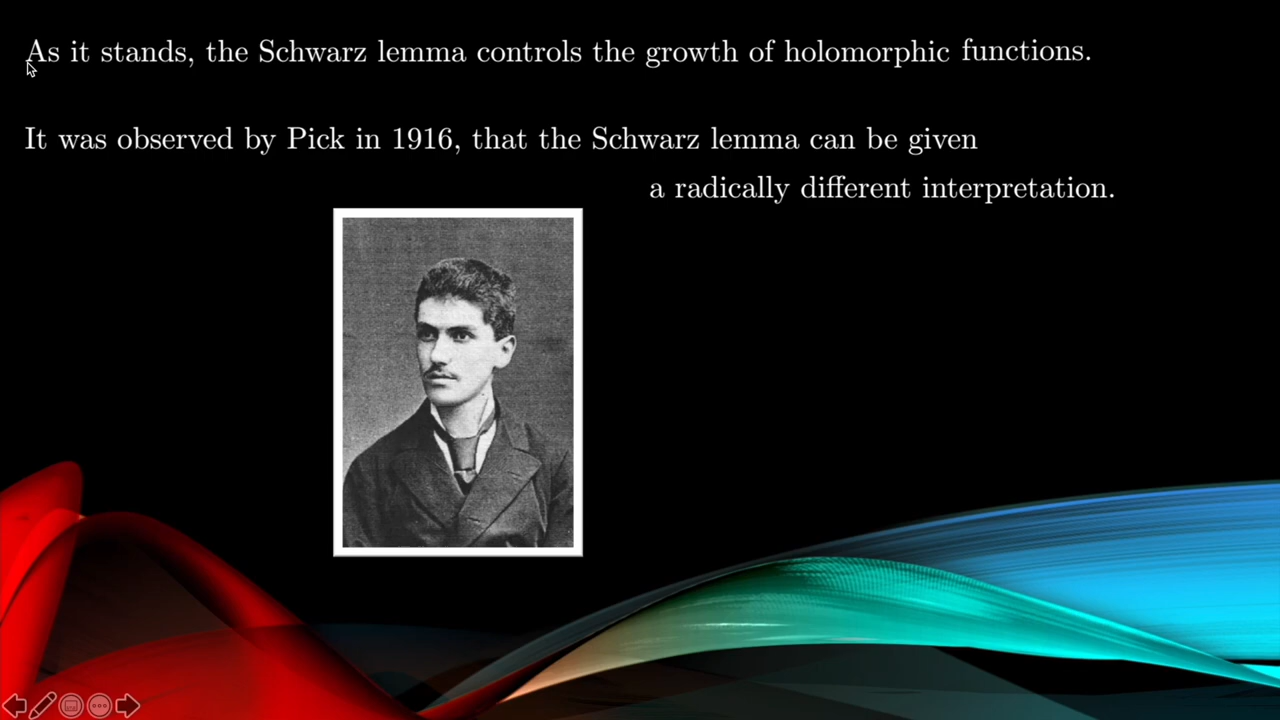 As it stands, the Schwarz lemma controls the growth of holomorphic functions.
It was observed by Pick in 1916, that the Schwarz lemma can be given
a radically different interpretation.